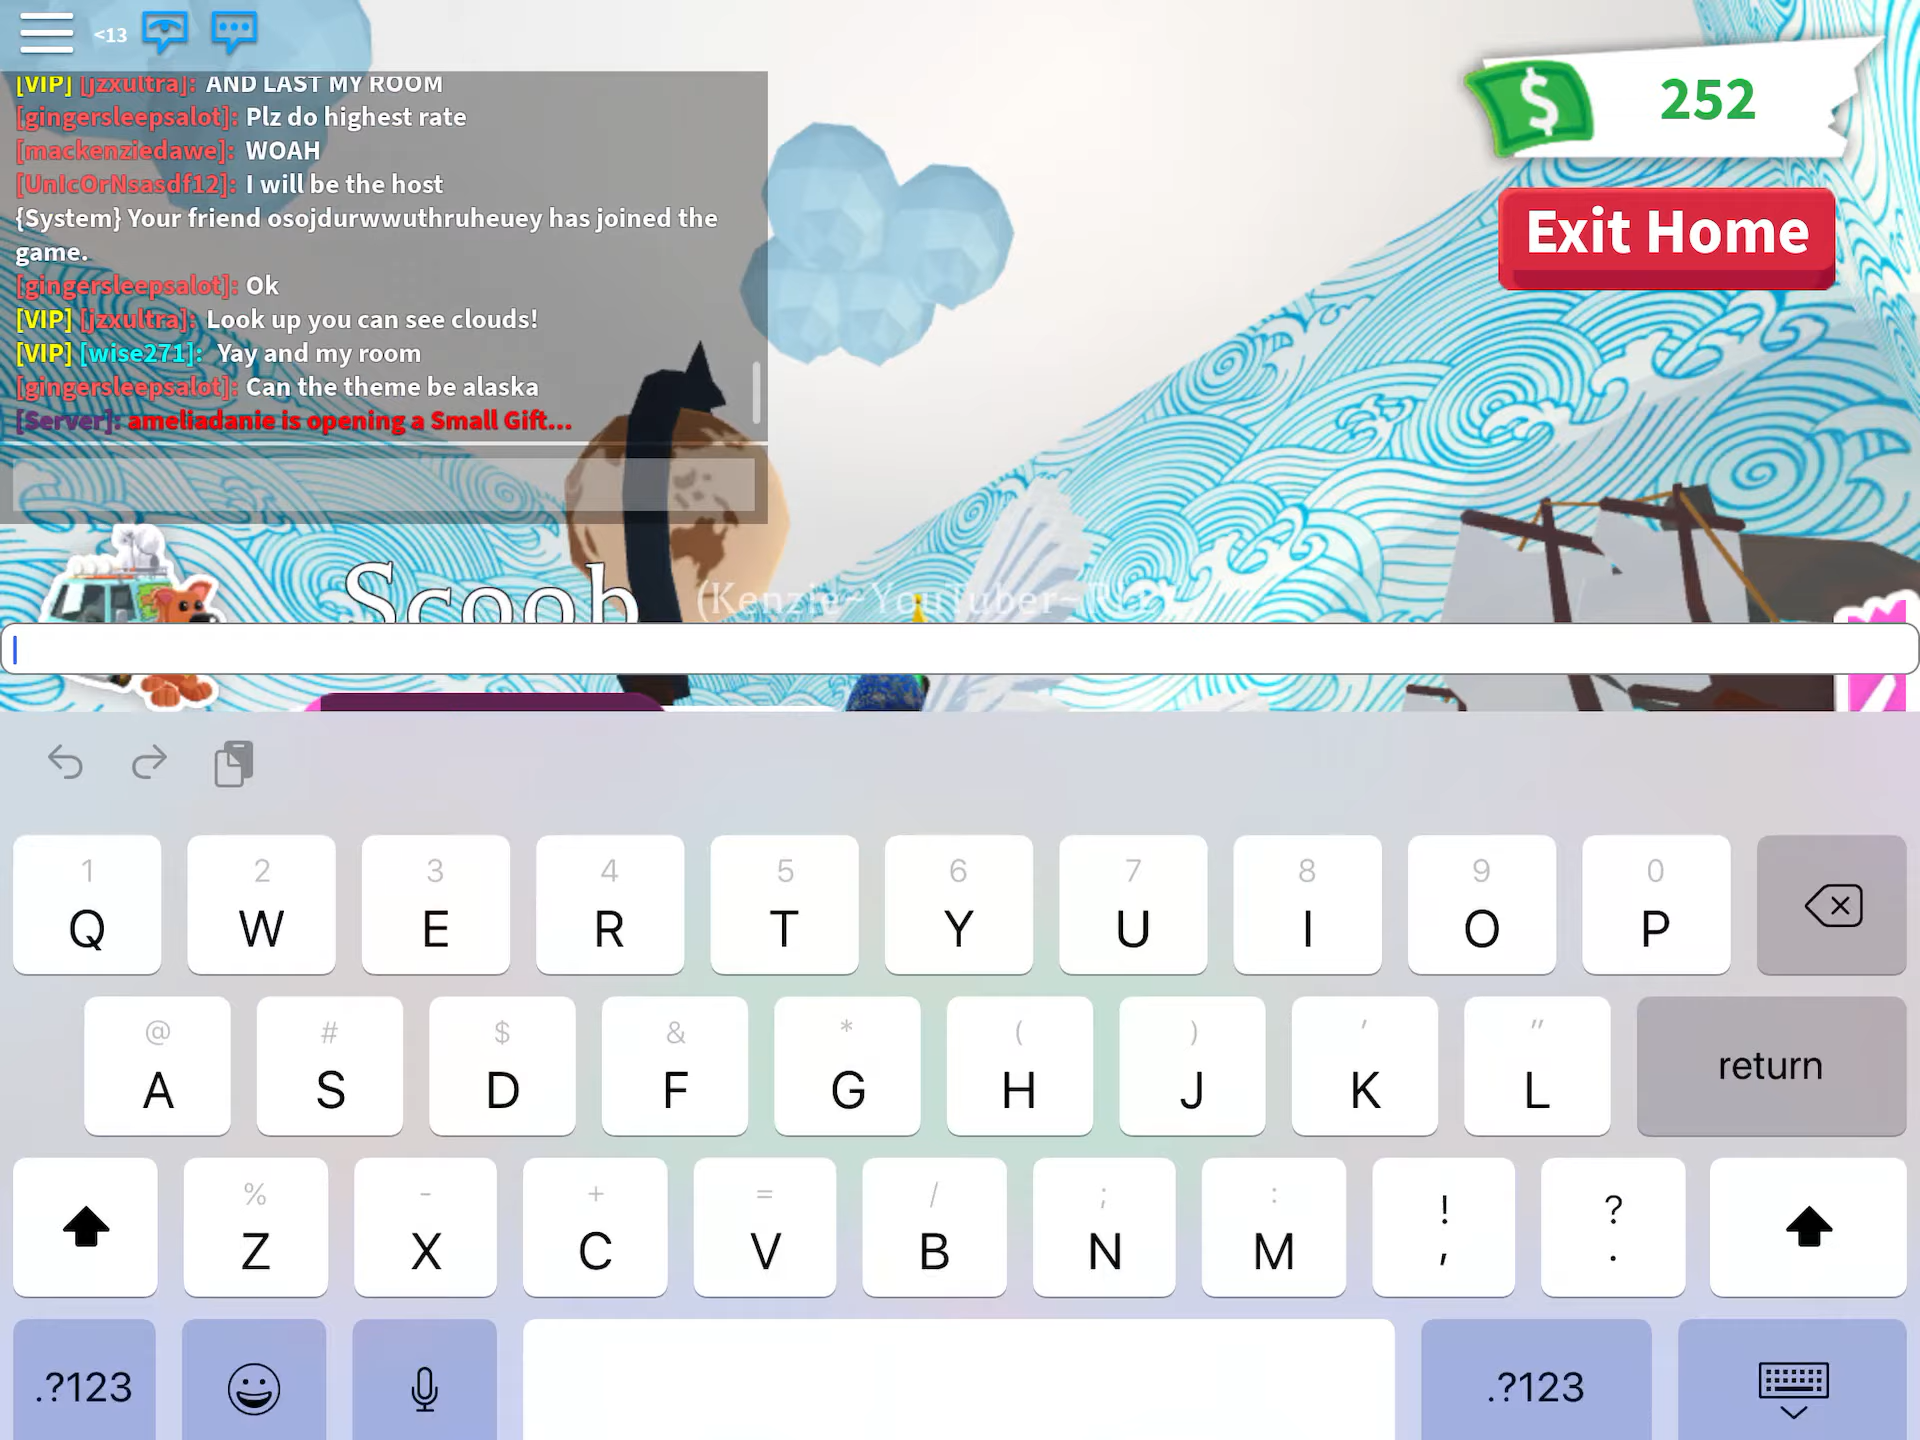 <13
252
[VIP] [jzxultra]: AND LAST MY ROOM
[gingersleepsalot]: Plz do highest rate
[mackenziedawe]: WOAH
[UnIcOrNsasdf12]: I will be the host
{System} Your friend osojdurwwuthruheuey has joined the
game.
[gingersleepsalot]: Ok
[VIP] [jzxultra]: Look up you can see clouds!
[VIP] [wise271]: Yay and my room
[gingersleepsalot]: Can the theme be alaska
[Server]: ameliadanie is opening a Small Gift...
Exit Home
Scoob
(Kenzie~YouTuber~
1 2 3 4 5 6 7 8 9 0
Q W E R T Y U I O P
@ # $ & * ( ) ' "
A S D F G H J K L return
% - + = / ; : ! ?
Z X C V B N M , .
.?123 .?123